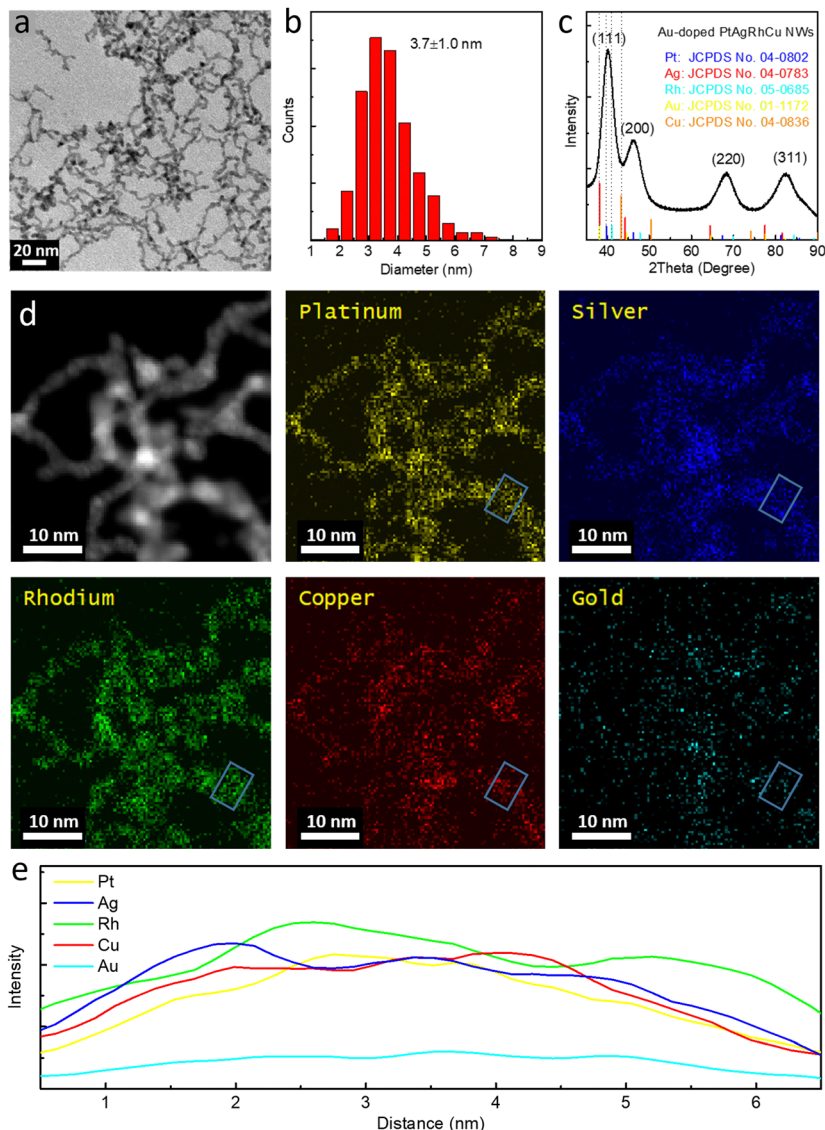 a
20 nm
b
3.7±1.0 nm
Counts
1 2 3 4 5 6 7 8 9
Diameter (nm)
c
Au-doped PtAgRhCu NWs
(111)
Pt: JCPDS No. 04-0802
Ag: JCPDS No. 04-0783
Rh: JCPDS No. 05-0685
Au: JCPDS No. 01-1172
Cu: JCPDS No. 04-0836
(200)
(220)
(311)
Intensity
40 50 60 70 80 90
2Theta (Degree)
d
10 nm
Platinum
10 nm
Silver
10 nm
Rhodium
10 nm
Copper
10 nm
Gold
10 nm
e
Pt
Ag
Rh
Cu
Au
Intensity
1 2 3 4 5 6
Distance (nm)